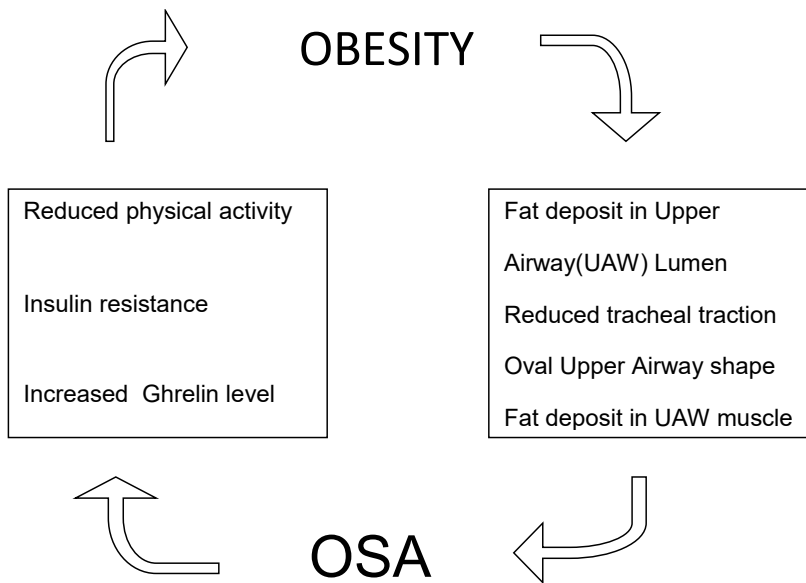 OBESITY
Reduced physical activity
Insulin resistance
Increased  Ghrelin level
Fat deposit in Upper
Airway(UAW) Lumen
Reduced tracheal traction
Oval Upper Airway shape
Fat deposit in UAW muscle
OSA